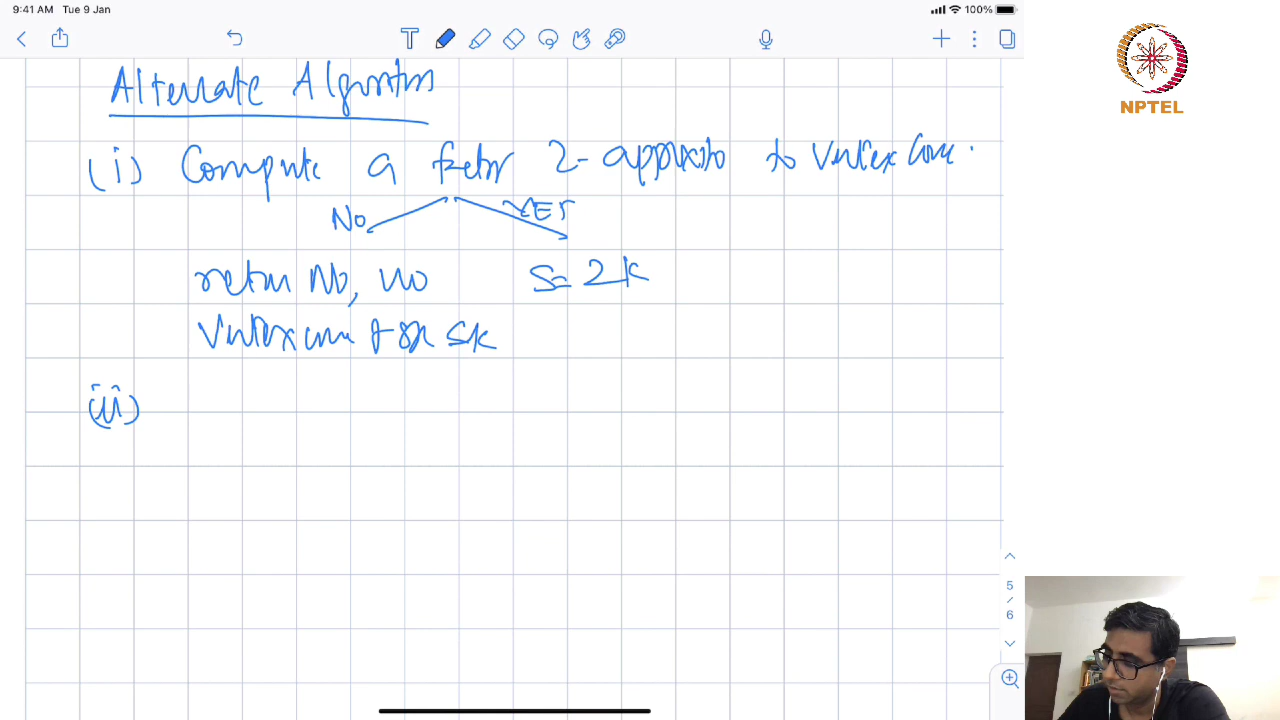 9:41 AM Tue 9 Jan
100%
NPTEL
Alternate Algorithm
(i) Compute a factor 2-approxto to Vertex Cover.
No YES
return No, no S = 2k
Vertex cover of size ≤k
(ii)
5
/
6